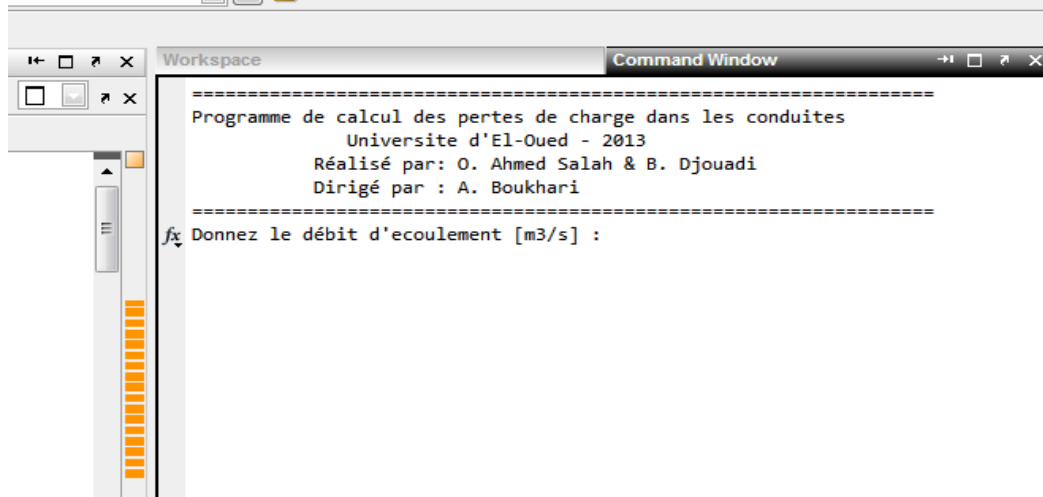 Workspace
Command Window
===================================================================
Programme de calcul des pertes de charge dans les conduites
Universite d'El-Oued - 2013
Réalisé par: O. Ahmed Salah & B. Djouadi
Dirigé par : A. Boukhari
===================================================================
fx Donnez le débit d'ecoulement [m3/s] :